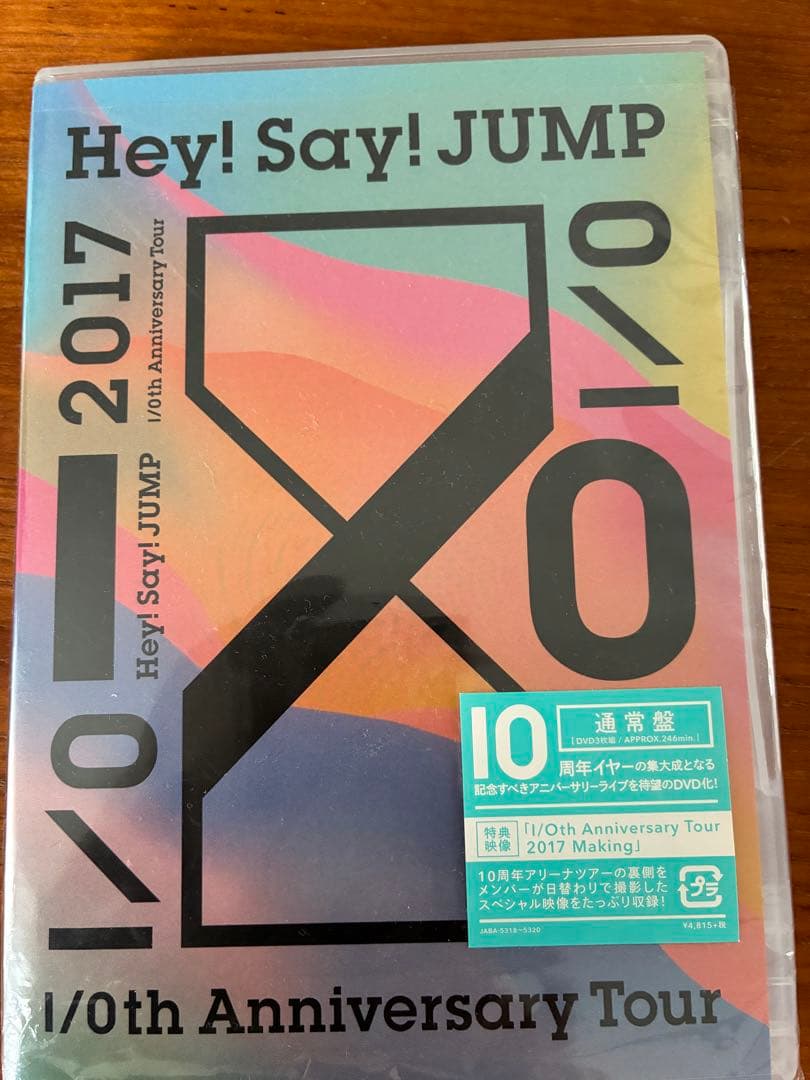 Hey! Say! JUMP
I/O
2017
I/0th Anniversary Tour
Hey! Say! JUMP
I/O
I/0th Anniversary Tour
10
通常盤
[DVD3枚組 / APPROX.246min.]
周年イヤーの集大成となる
記念すべきアニバーサリーライブを待望のDVD化!
特典
映像
「I/Oth Anniversary Tour
2017 Making」
10周年アリーナツアーの裏側を
メンバーが日替わりで撮影した
スペシャル映像をたっぷり収録!
プラ
JABA-5318~5320
¥4,815+税